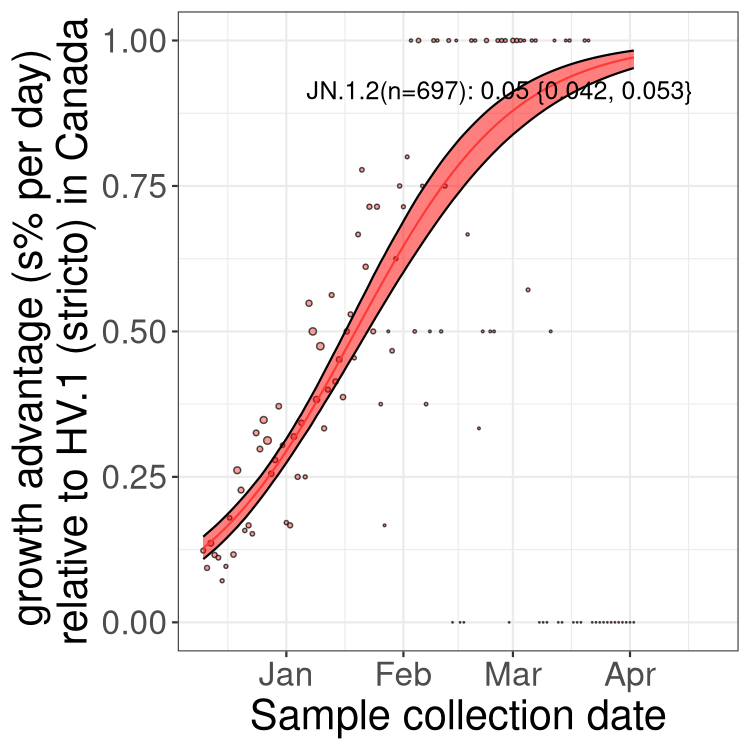 growth advantage (s% per day)
relative to HV.1 (stricto) in Canada
1.00
0.75
0.50
0.25
0.00
JN.1.2(n=697): 0.05 {0.042, 0.053}
Jan Feb Mar Apr
Sample collection date